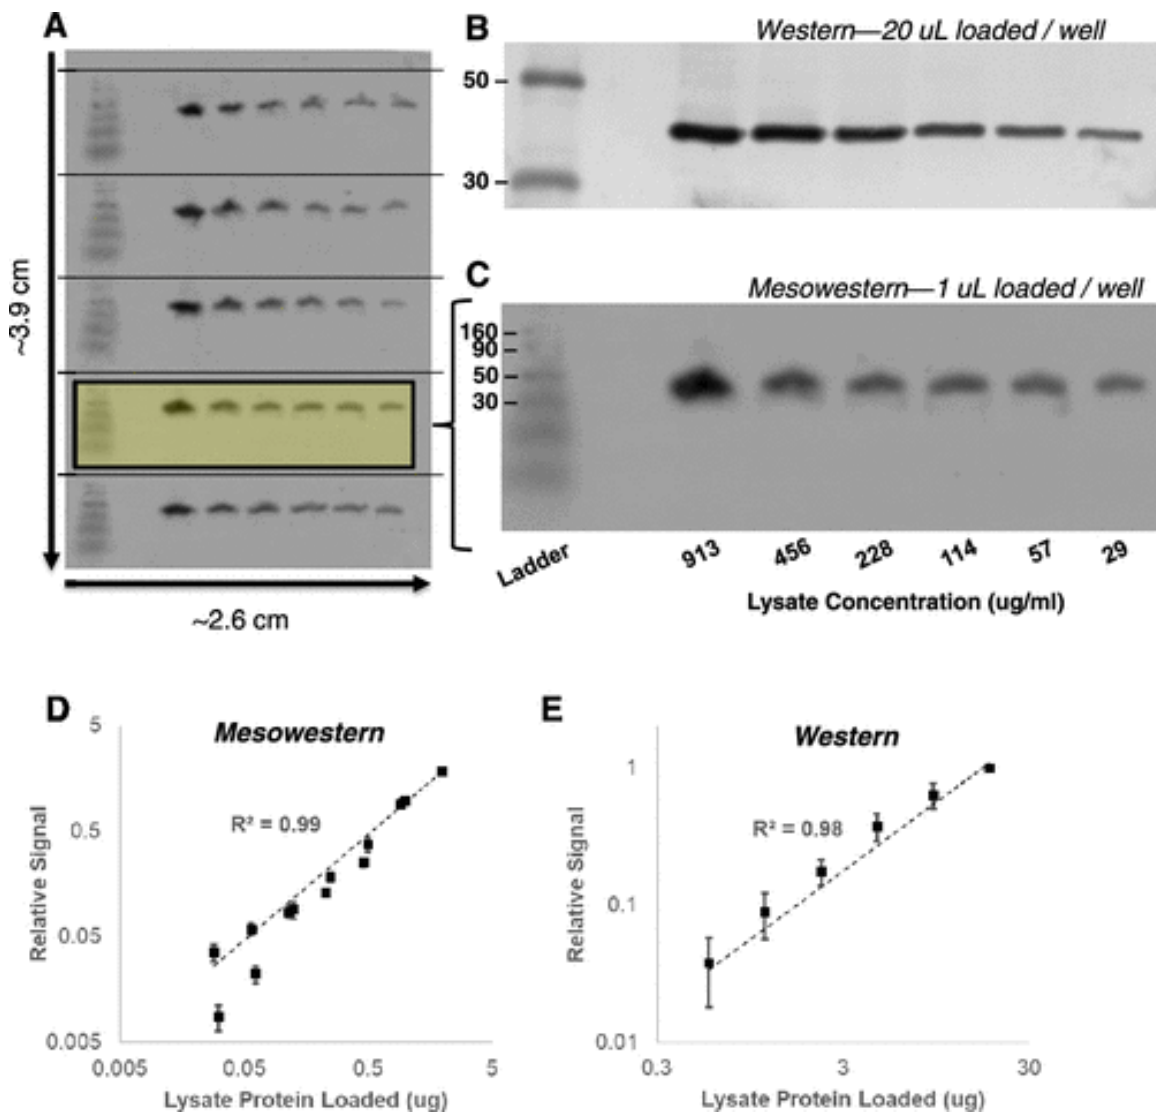 A
~3.9 cm
~2.6 cm
B
Western—20 uL loaded / well
50
30
C
Mesowestern—1 uL loaded / well
160
90
50
30
Ladder
913 456 228 114 57 29
Lysate Concentration (ug/ml)
D
Mesowestern
R² = 0.99
Relative Signal
5
0.5
0.05
0.005
0.005 0.05 0.5 5
Lysate Protein Loaded (ug)
E
Western
R² = 0.98
Relative Signal
1
0.1
0.01
0.3 3 30
Lysate Protein Loaded (ug)